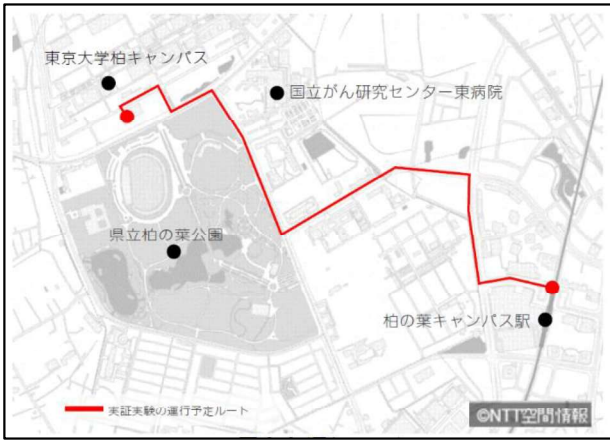 東京大学柏キャンパス
国立がん研究センター東病院
県立柏の葉公園
柏の葉キャンパス駅
実証実験の運行予定ルート
©NTT空間情報